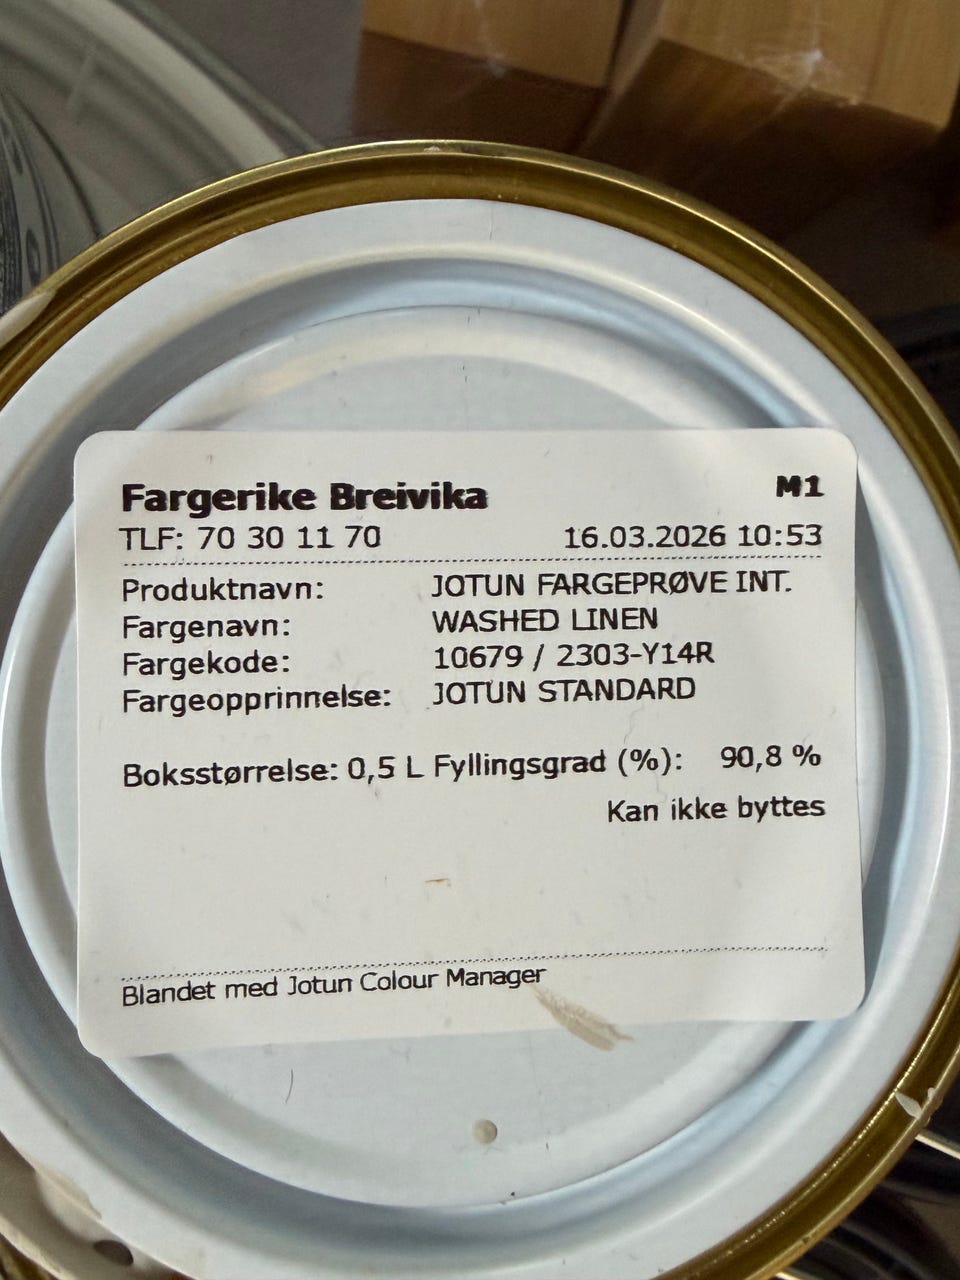 Fargerike Breivika M1
TLF: 70 30 11 70 16.03.2026 10:53
Produktnavn: JOTUN FARGEPRØVE INT.
Fargenavn: WASHED LINEN
Fargekode: 10679 / 2303-Y14R
Fargeopprinnelse: JOTUN STANDARD
Boksstørrelse: 0,5 L Fyllingsgrad (%): 90,8 %
Kan ikke byttes
Blandet med Jotun Colour Manager